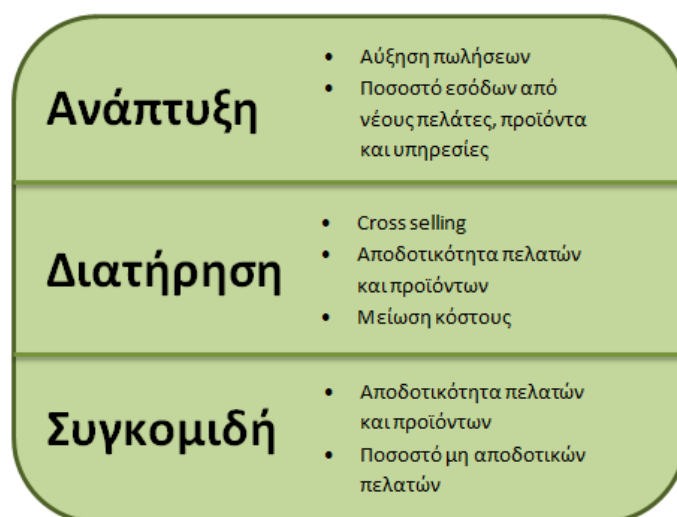 Ανάπτυξη
• Αύξηση πωλήσεων
• Ποσοστό εσόδων από
νέους πελάτες, προϊόντα
και υπηρεσίες
Διατήρηση
• Cross selling
• Αποδοτικότητα πελατών
και προϊόντων
• Μείωση κόστους
Συγκομιδή
• Αποδοτικότητα πελατών
και προϊόντων
• Ποσοστό μη αποδοτικών
πελατών